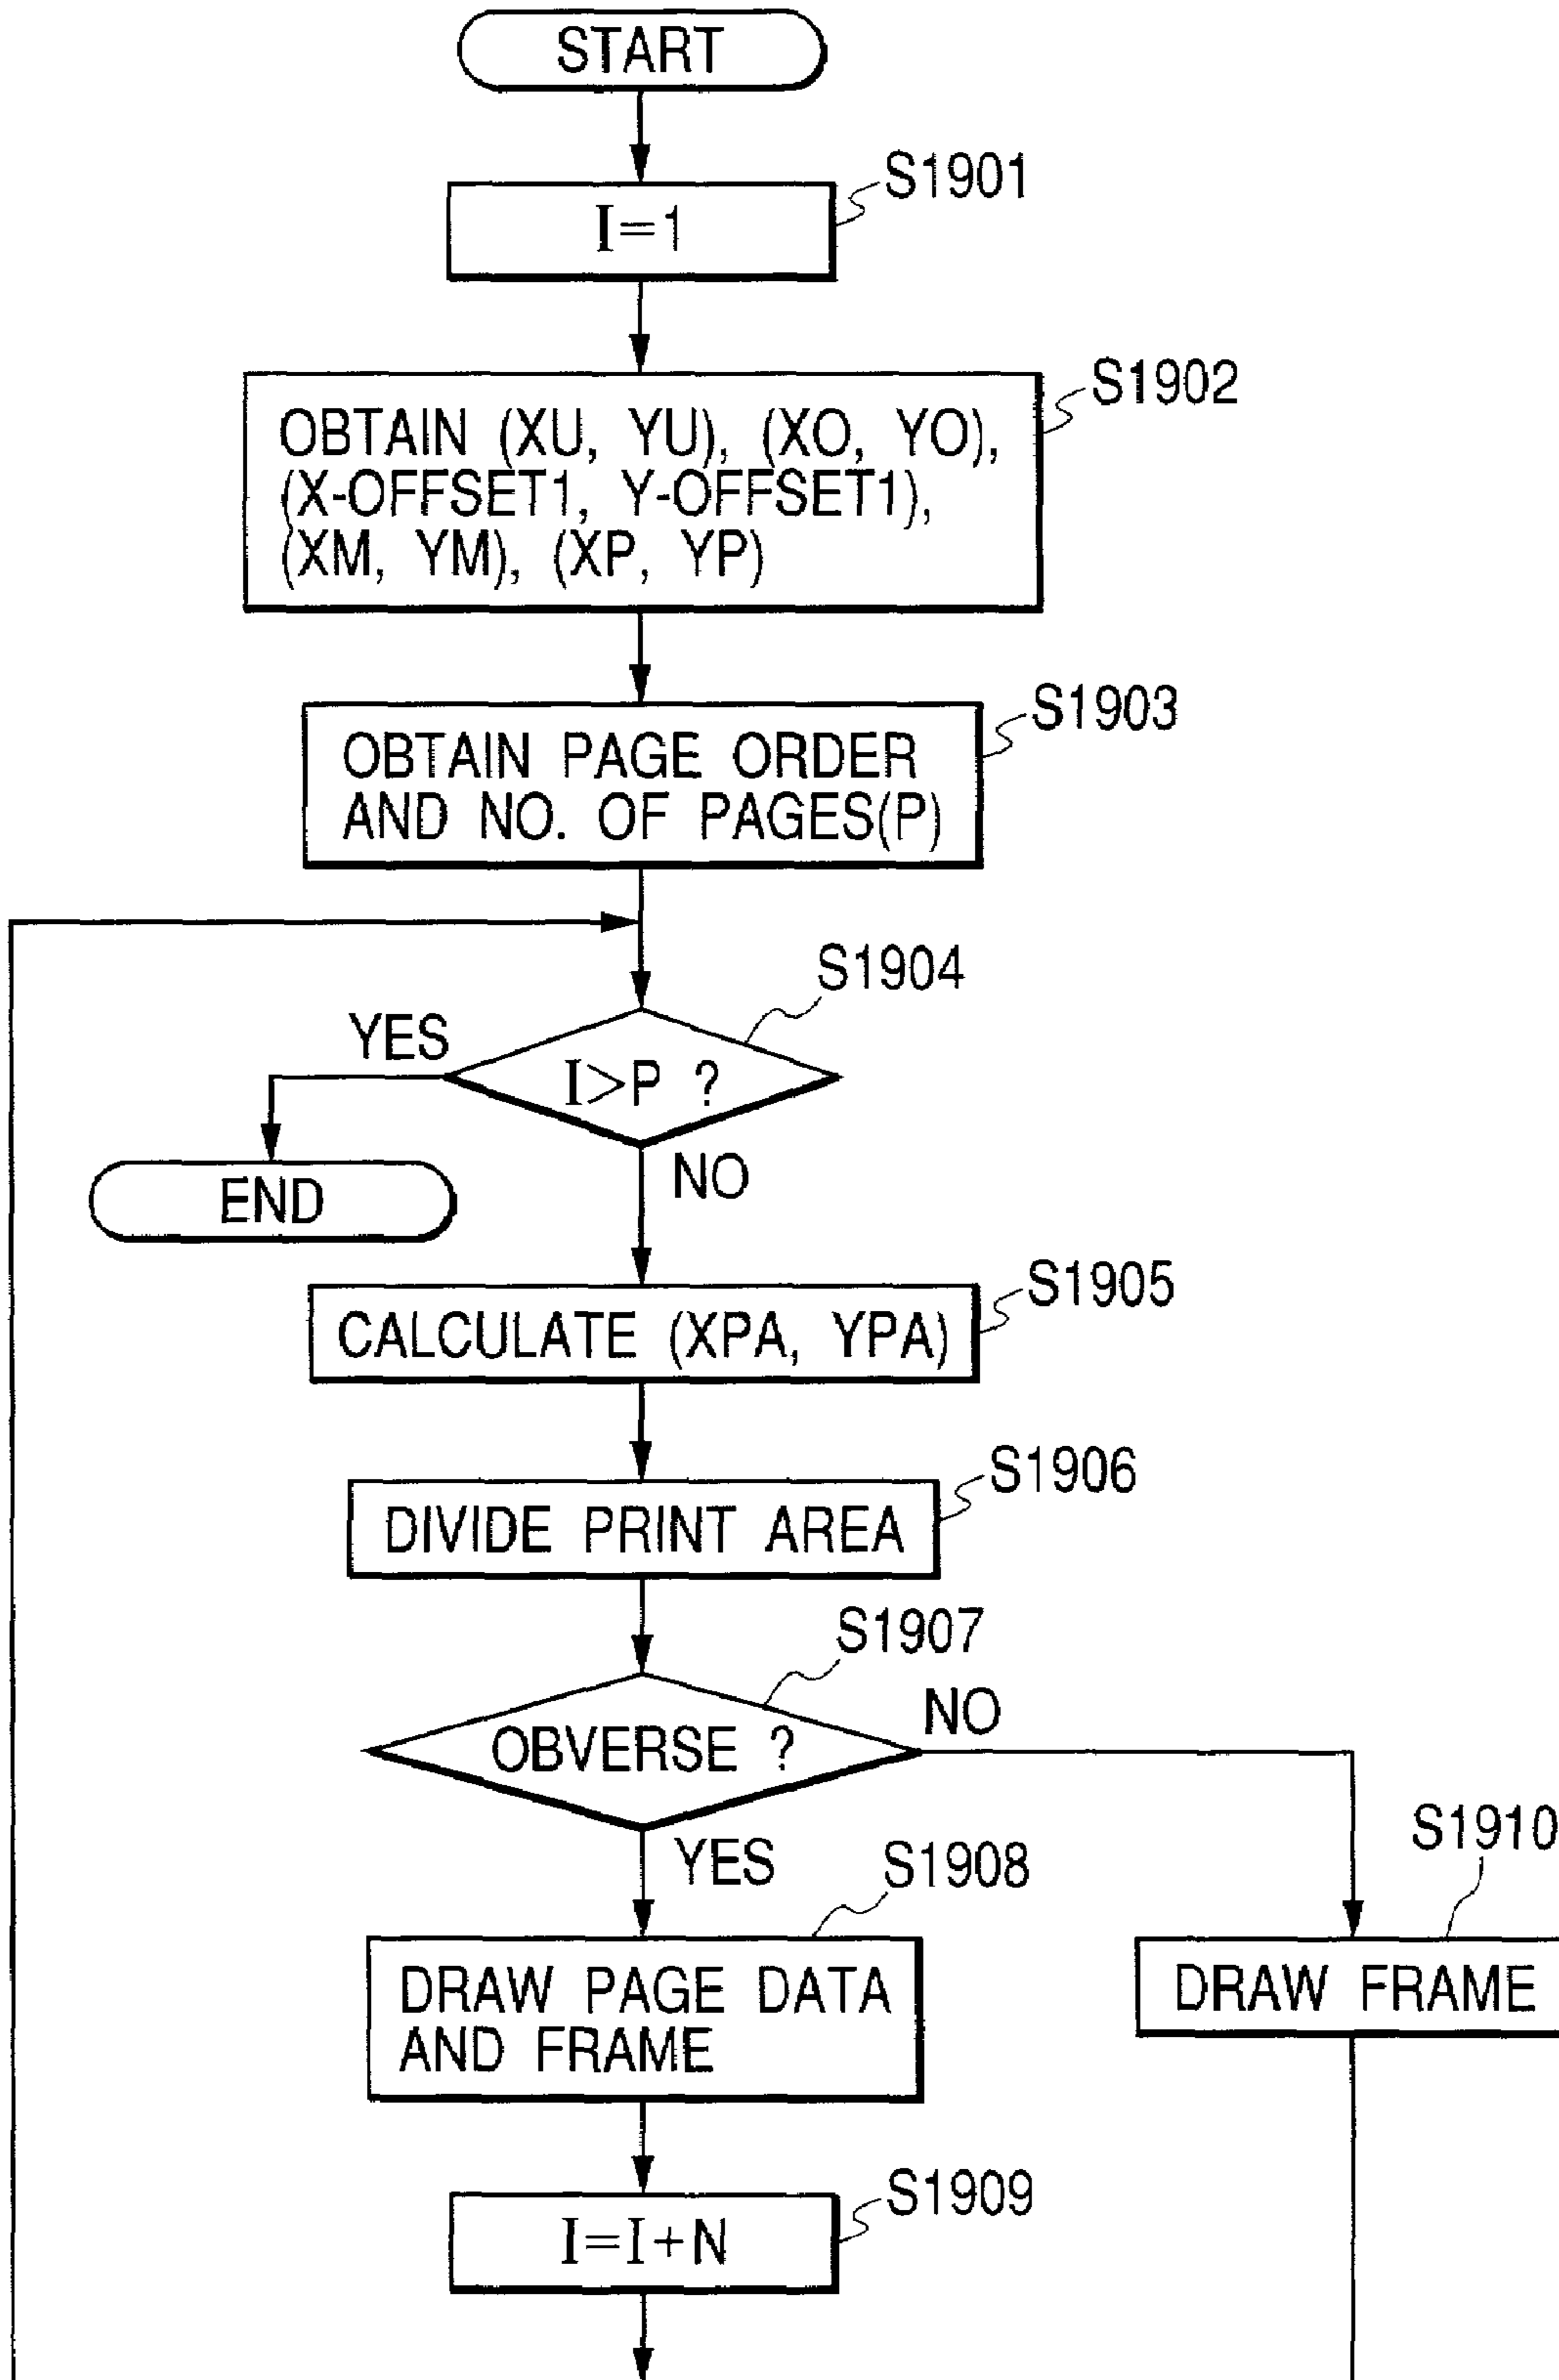 START
S1901
I=1
S1902
OBTAIN (XU, YU), (XO, YO),
(X-OFFSET1, Y-OFFSET1),
(XM, YM), (XP, YP)
S1903
OBTAIN PAGE ORDER
AND NO. OF PAGES(P)
S1904
YES
I>P ?
END
NO
S1905
CALCULATE (XPA, YPA)
S1906
DIVIDE PRINT AREA
S1907
OBVERSE ?
NO
YES
S1908
S1910
DRAW PAGE DATA
AND FRAME
DRAW FRAME
S1909
I=I+N